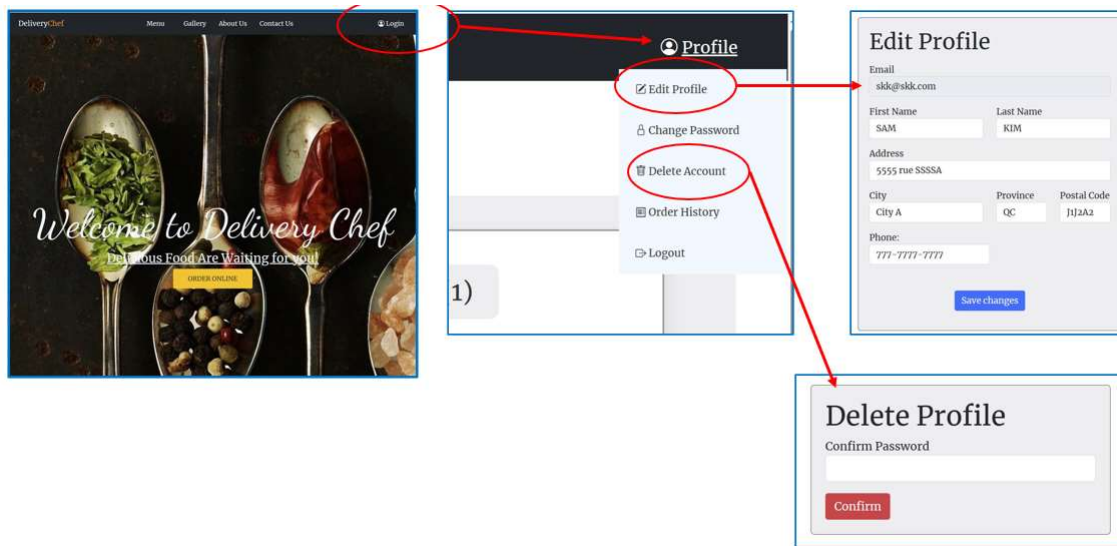 DeliveryChef Menu Gallery About Us Contact Us Login
Welcome to Delivery Chef
Delicious Food Are Waiting for you!
ORDER ONLINE
Profile
Edit Profile
Change Password
Delete Account
Order History
Logout
1)
Edit Profile
Email
skk@skk.com
First Name Last Name
SAM KIM
Address
5555 rue SSSSA
City Province Postal Code
City A QC J1J2A2
Phone:
777-7777-7777
Save changes
Delete Profile
Confirm Password
Confirm